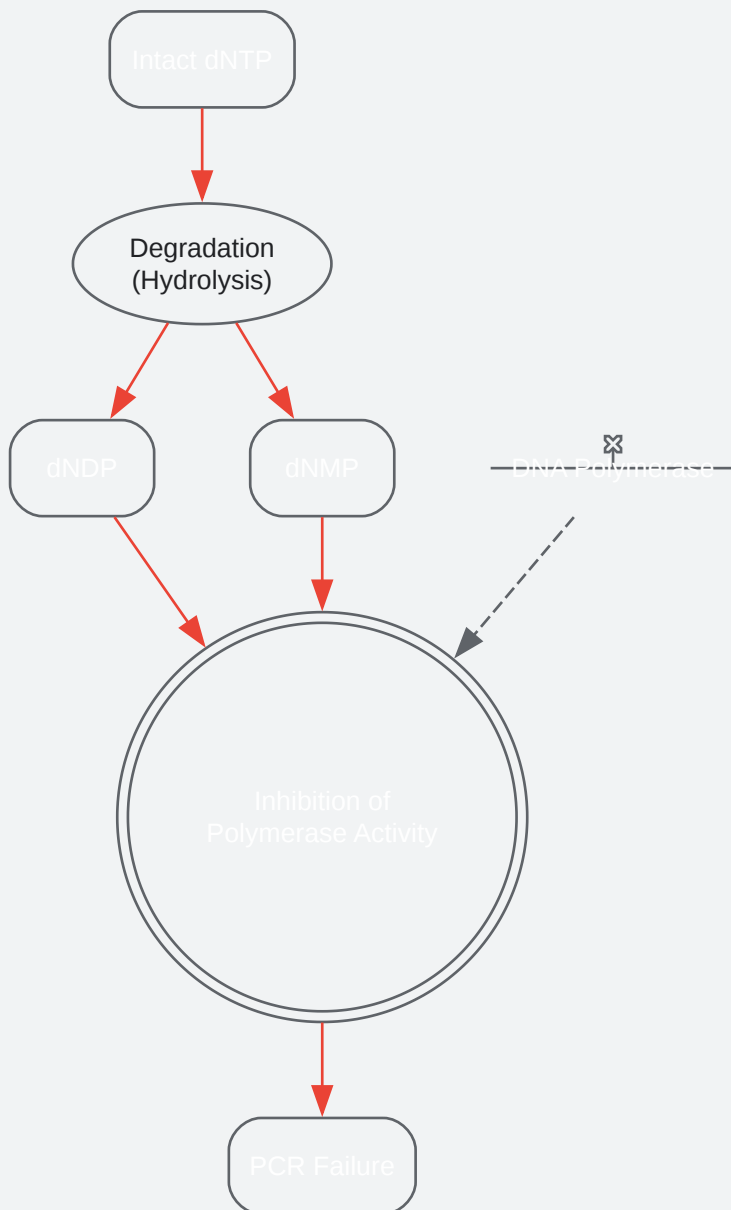 Intact dNTP
Degradation
(Hydrolysis)
dNDP
dNMP
DNA Polymerase
Inhibition of
Polymerase Activity
PCR Failure